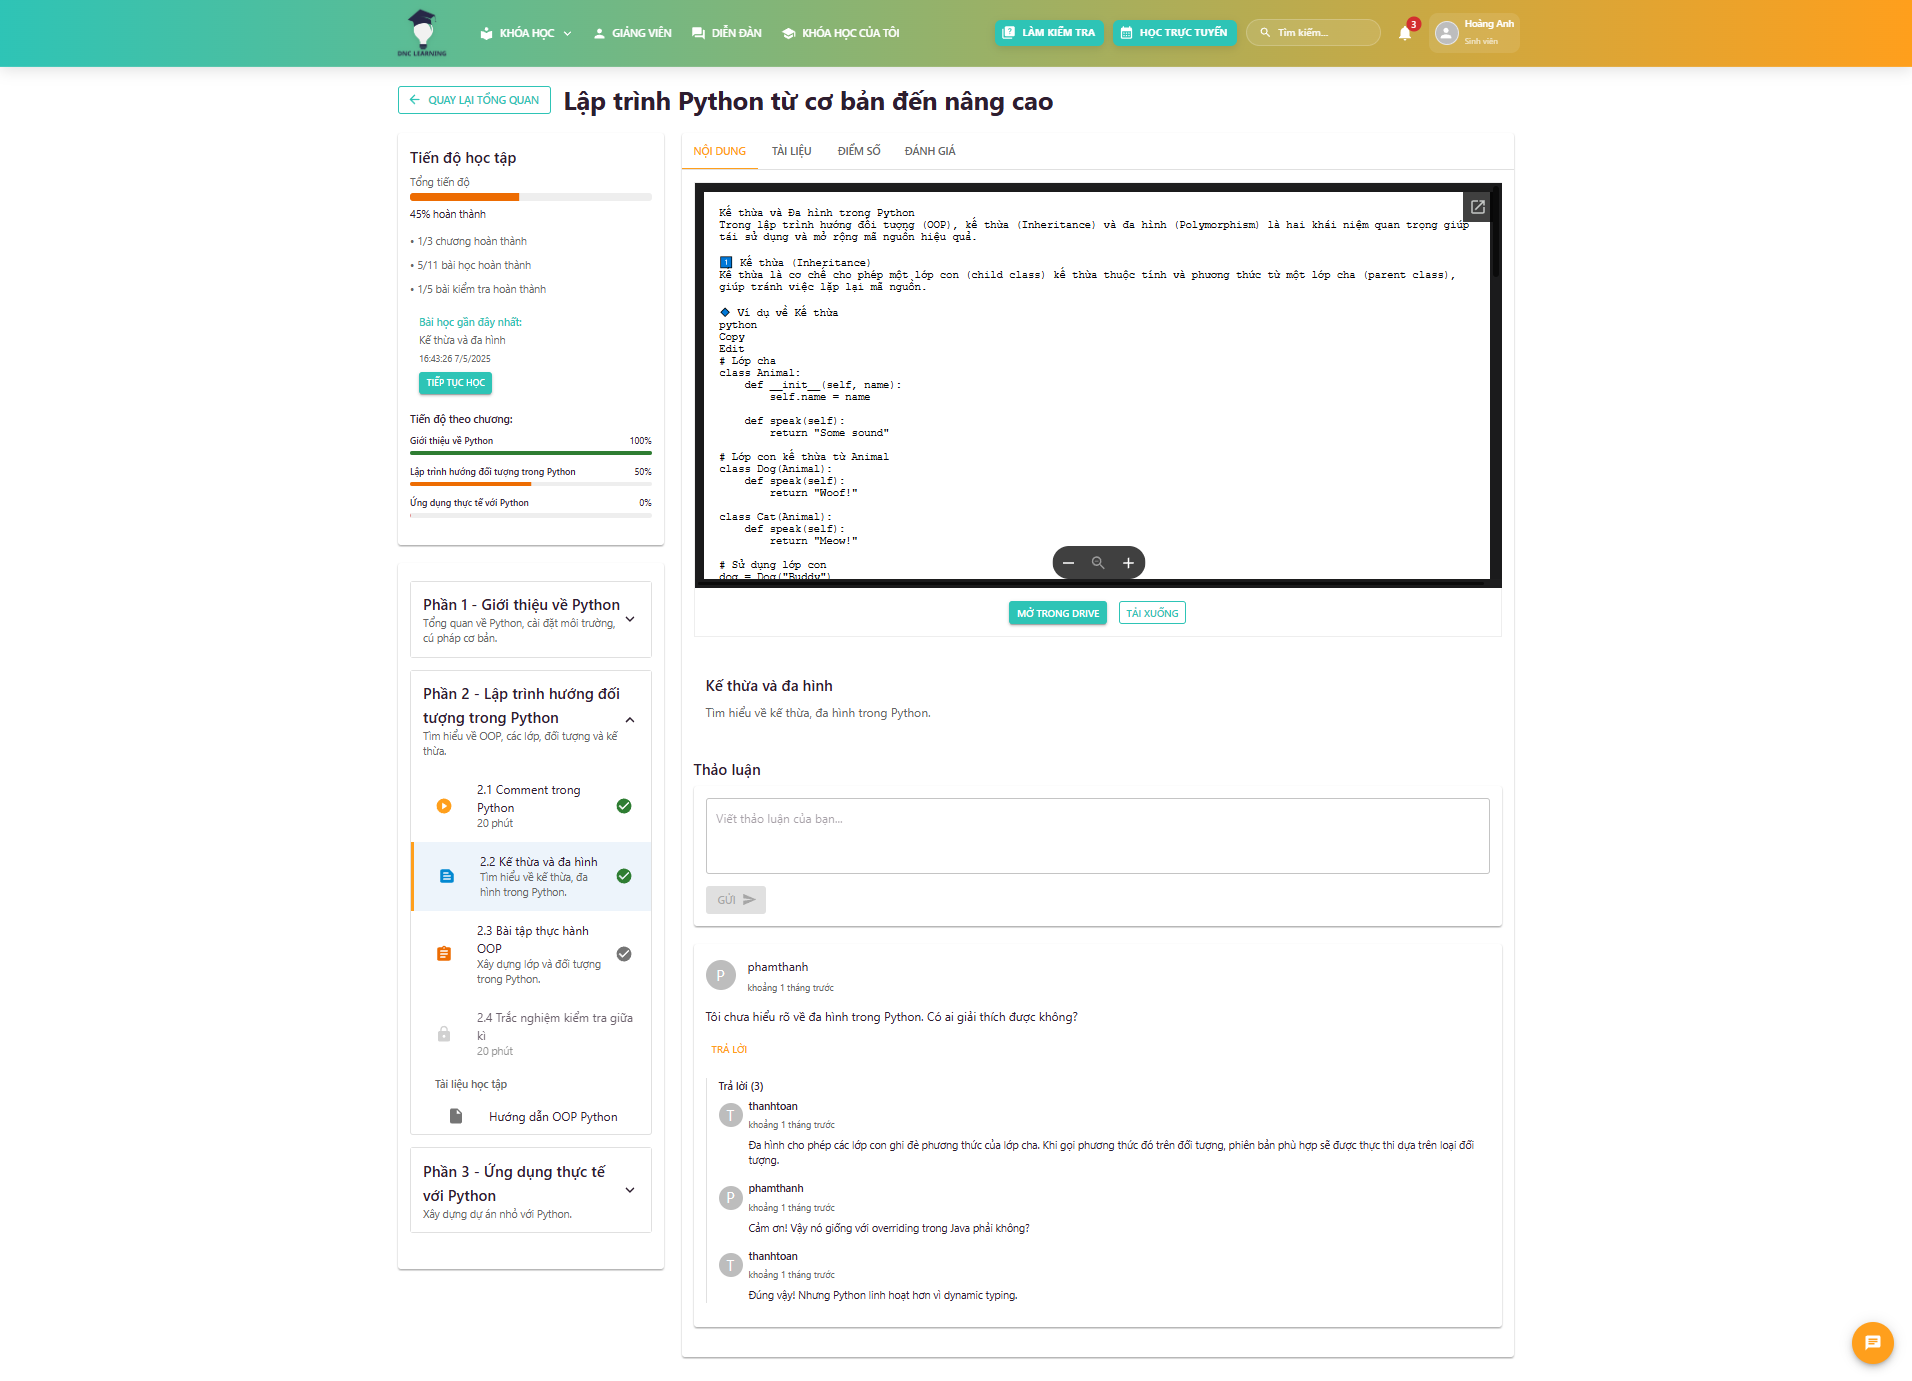 DNC LEARNING
KHÓA HỌC
GIẢNG VIÊN
DIỄN ĐÀN
KHÓA HỌC CỦA TÔI
LÀM KIỂM TRA
HỌC TRỰC TUYẾN
Tìm kiếm...
3
Hoàng Anh
Sinh viên
QUAY LẠI TỔNG QUAN
Lập trình Python từ cơ bản đến nâng cao
Tiến độ học tập
Tổng tiến độ
45% hoàn thành
• 1/3 chương hoàn thành
• 5/11 bài học hoàn thành
• 1/5 bài kiểm tra hoàn thành
Bài học gần đây nhất:
Kế thừa và đa hình
16:43:26 7/5/2025
TIẾP TỤC HỌC
Tiến độ theo chương:
Giới thiệu về Python 100%
Lập trình hướng đối tượng trong Python 50%
Ứng dụng thực tế với Python 0%
Phần 1 - Giới thiệu về Python
Tổng quan về Python, cài đặt môi trường,
cú pháp cơ bản.
Phần 2 - Lập trình hướng đối
tượng trong Python
Tìm hiểu về OOP, các lớp, đối tượng và kế
thừa.
2.1 Comment trong
Python
20 phút
2.2 Kế thừa và đa hình
Tìm hiểu về kế thừa, đa
hình trong Python.
2.3 Bài tập thực hành
OOP
Xây dựng lớp và đối tượng
trong Python.
2.4 Trắc nghiệm kiểm tra giữa
kì
20 phút
Tài liệu học tập
Hướng dẫn OOP Python
Phần 3 - Ứng dụng thực tế
với Python
Xây dựng dự án nhỏ với Python.
NỘI DUNG
TÀI LIỆU
ĐIỂM SỐ
ĐÁNH GIÁ
Kế thừa và Đa hình trong Python
Trong lập trình hướng đối tượng (OOP), kế thừa (Inheritance) và đa hình (Polymorphism) là hai khái niệm quan trọng giúp
tái sử dụng và mở rộng mã nguồn hiệu quả.
1 Kế thừa (Inheritance)
Kế thừa là cơ chế cho phép một lớp con (child class) kế thừa thuộc tính và phương thức từ một lớp cha (parent class),
giúp tránh việc lặp lại mã nguồn.
🔹 Ví dụ về Kế thừa
python
Copy
Edit
# Lớp cha
class Animal:
    def __init__(self, name):
        self.name = name
    def speak(self):
        return "Some sound"
# Lớp con kế thừa từ Animal
class Dog(Animal):
    def speak(self):
        return "Woof!"
class Cat(Animal):
    def speak(self):
        return "Meow!"
# Sử dụng lớp con
dog = Dog("Buddy")
MỞ TRONG DRIVE
TẢI XUỐNG
Kế thừa và đa hình
Tìm hiểu về kế thừa, đa hình trong Python.
Thảo luận
Viết thảo luận của bạn...
GỬI
P
phamthanh
khoảng 1 tháng trước
Tôi chưa hiểu rõ về đa hình trong Python. Có ai giải thích được không?
TRẢ LỜI
Trả lời (3)
T
thanhtoan
khoảng 1 tháng trước
Đa hình cho phép các lớp con ghi đè phương thức của lớp cha. Khi gọi phương thức đó trên đối tượng, phiên bản phù hợp sẽ được thực thi dựa trên loại đối
tượng.
P
phamthanh
khoảng 1 tháng trước
Cảm ơn! Vậy nó giống với overriding trong Java phải không?
T
thanhtoan
khoảng 1 tháng trước
Đúng vậy! Nhưng Python linh hoạt hơn vì dynamic typing.